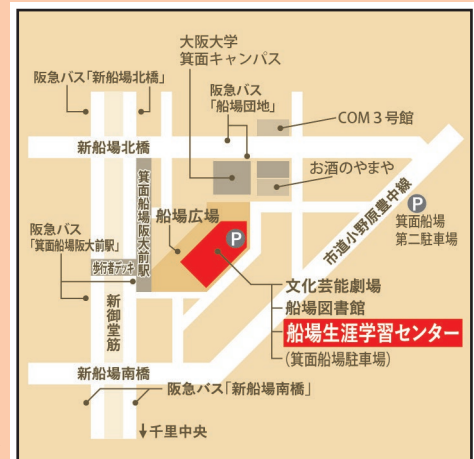 大阪大学
箕面キャンパス
阪急バス「新船場北橋」
阪急バス
「船場団地」
COM3号館
新船場北橋
お酒のやまや
箕面船場阪大前駅
船場広場
市道小野原豊中線
P
箕面船場
第二駐車場
P
阪急バス
「箕面船場阪大前駅」
歩行者デッキ
新御堂筋
文化芸能劇場
船場図書館
船場生涯学習センター
(箕面船場駐車場)
新船場南橋
阪急バス「新船場南橋」
↓千里中央